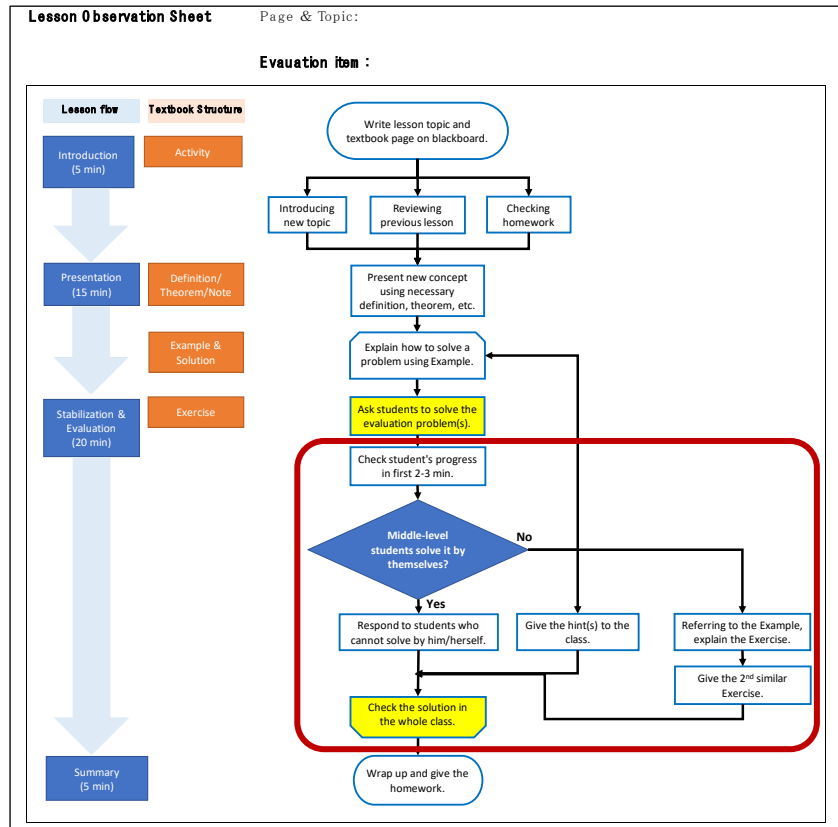 Lesson Observation Sheet
Page & Topic:
Evauation item :
Lesson flow
Textbook Structure
Introduction
(5 min)
Activity
Presentation
(15 min)
Definition/
Theorem/Note
Example &
Solution
Stabilization &
Evaluation
(20 min)
Exercise
Summary
(5 min)
Write lesson topic and
textbook page on blackboard.
Introducing
new topic
Reviewing
previous lesson
Checking
homework
Present new concept
using necessary
definition, theorem, etc.
Explain how to solve a
problem using Example.
Ask students to solve the
evaluation problem(s).
Check student's progress
in first 2-3 min.
Middle-level
students solve it by
themselves?
No
Yes
Respond to students who
cannot solve by him/herself.
Give the hint(s) to the
class.
Referring to the Example,
explain the Exercise.
Give the 2nd similar
Exercise.
Check the solution in
the whole class.
Wrap up and give the
homework.